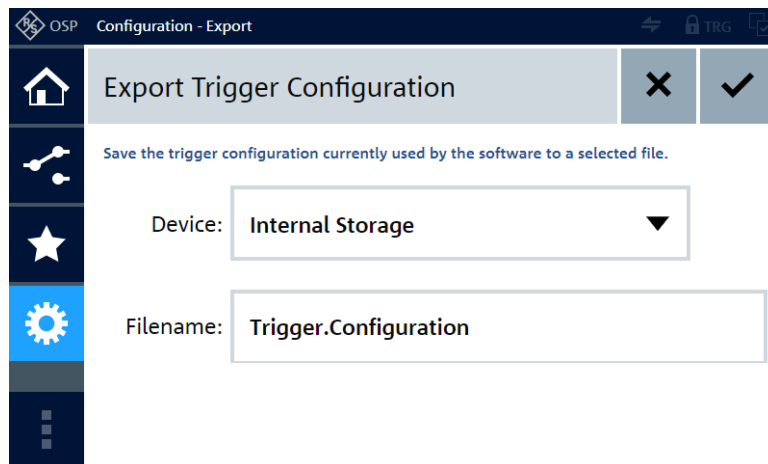 R&S OSP Configuration - Export TRG
Export Trigger Configuration
Save the trigger configuration currently used by the software to a selected file.
Device: Internal Storage
Filename: Trigger.Configuration